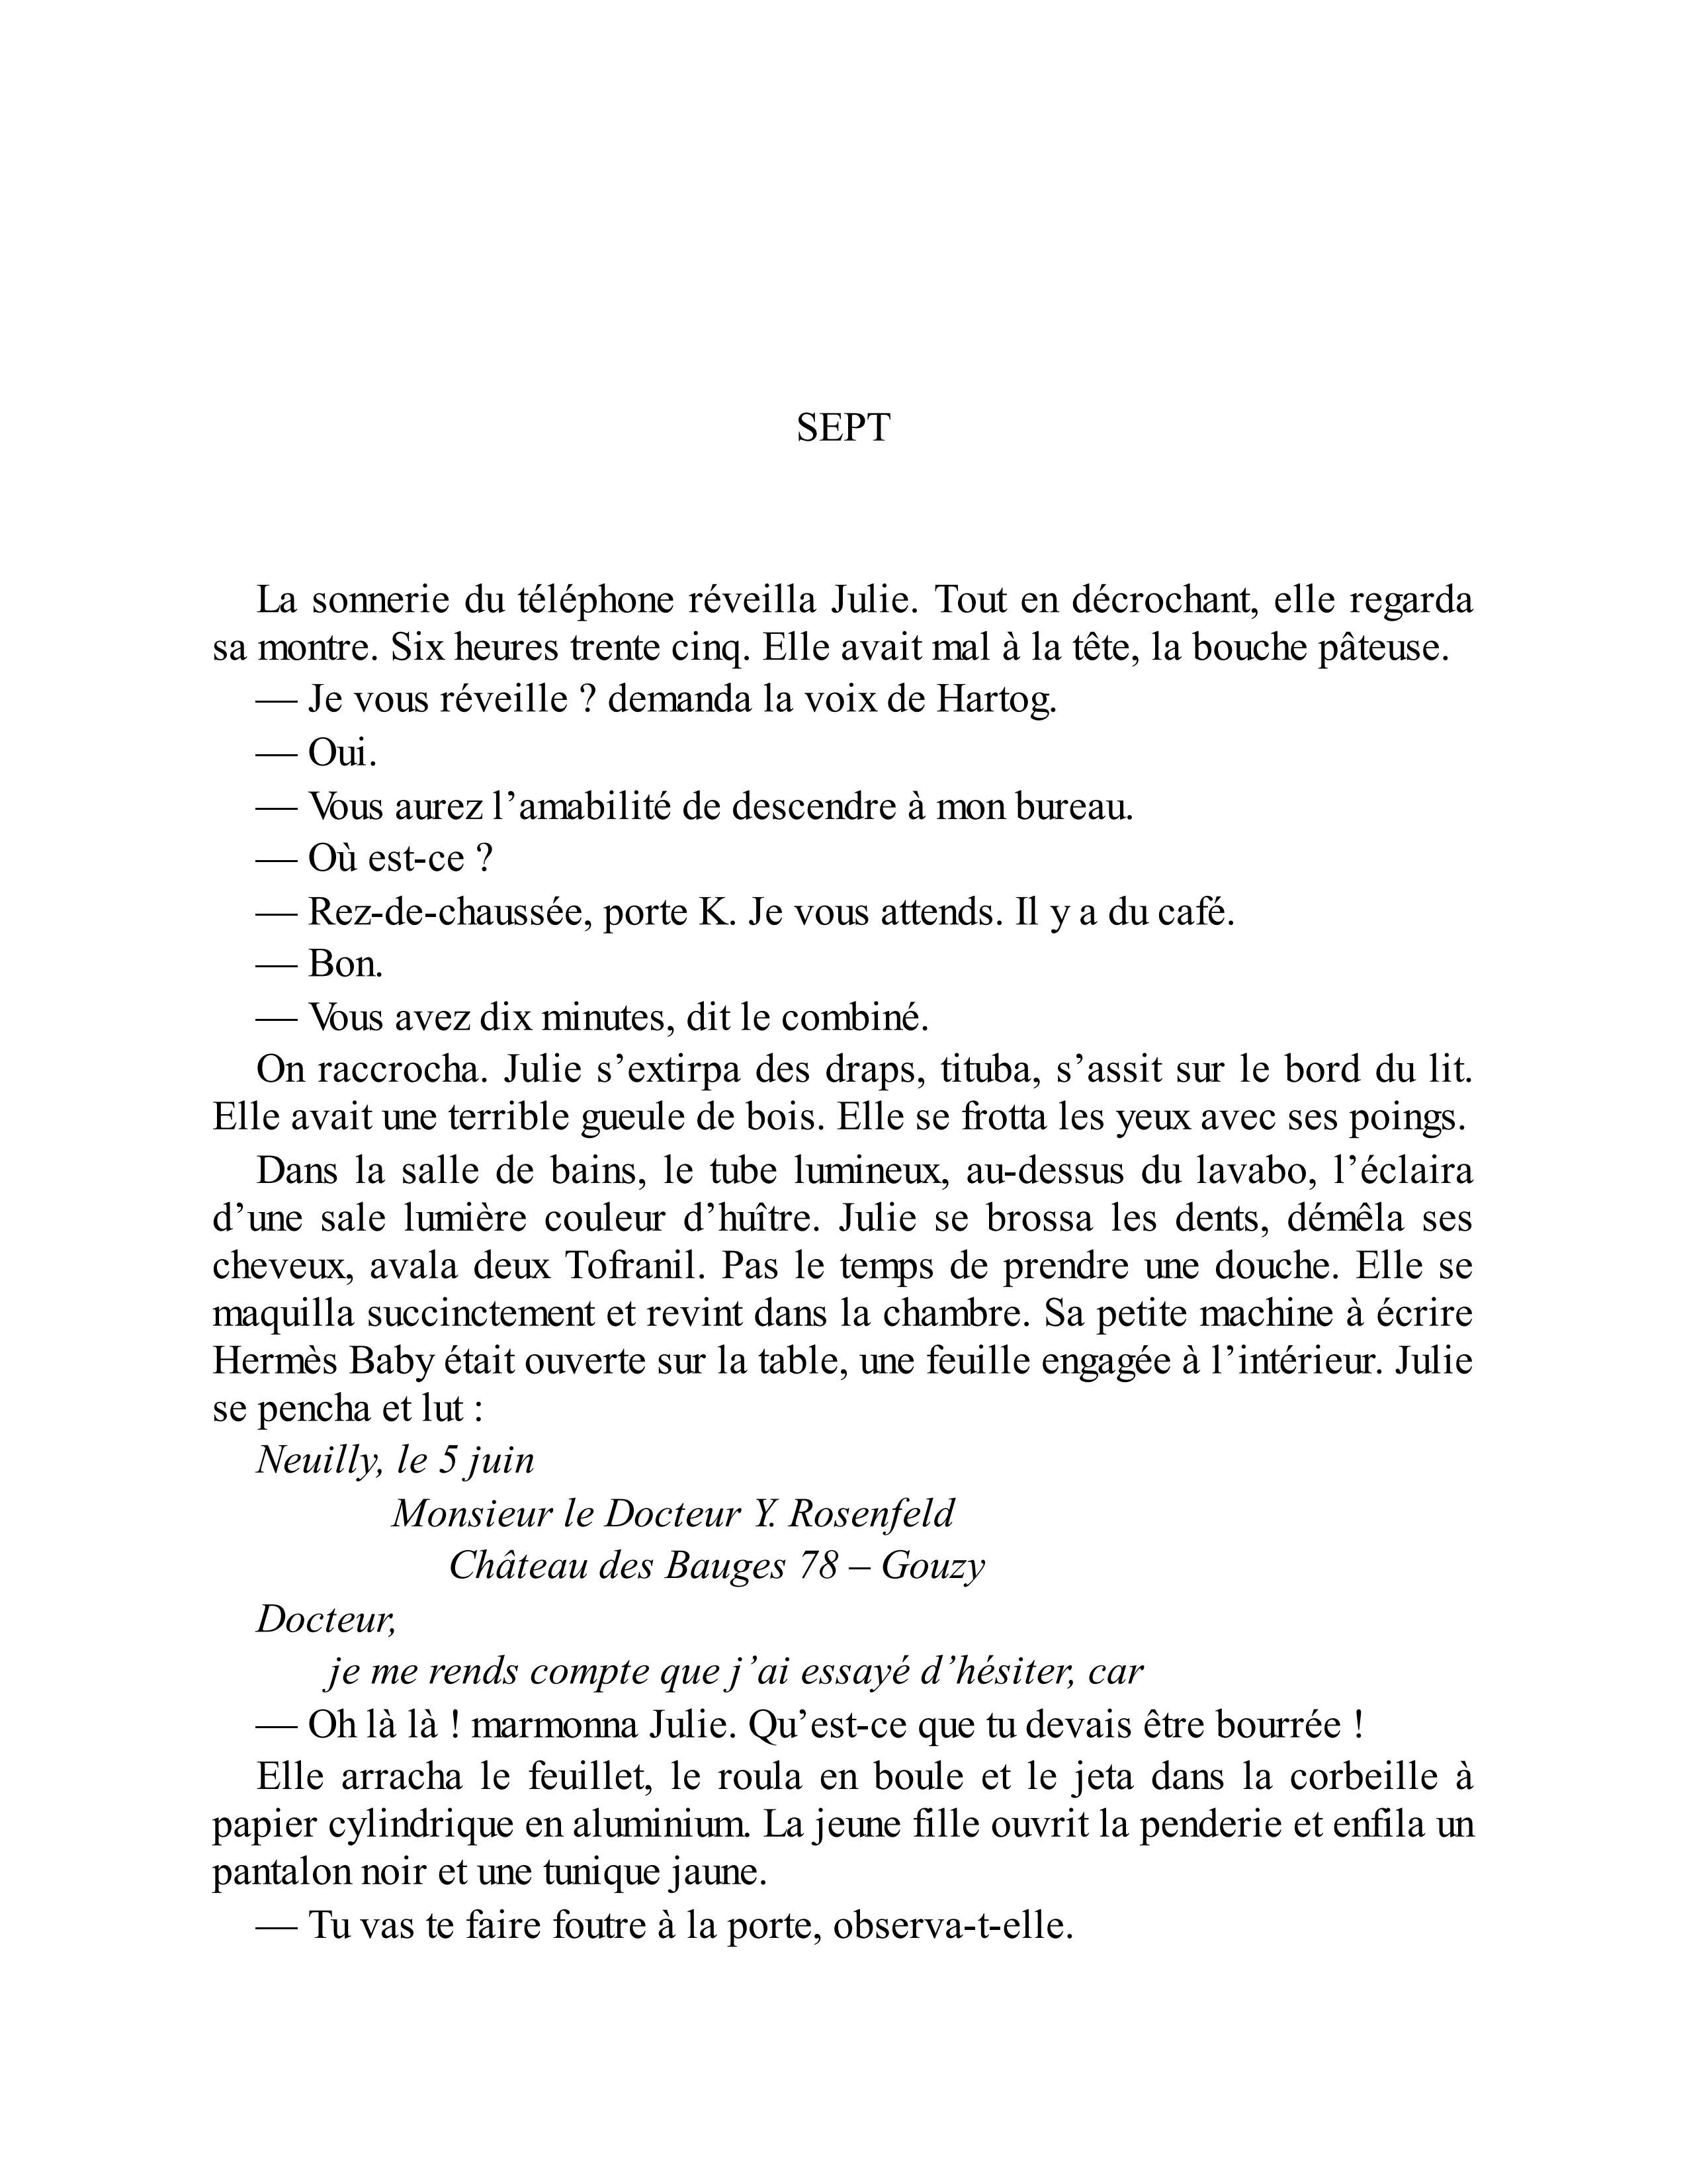 SEPT
La sonnerie du téléphone réveilla Julie. Tout en décrochant, elle regarda
sa montre. Six heures trente cinq. Elle avait mal à la tête, la bouche pâteuse.
— Je vous réveille ? demanda la voix de Hartog.
— Oui.
— Vous aurez l’amabilité de descendre à mon bureau.
— Où est-ce ?
— Rez-de-chaussée, porte K. Je vous attends. Il y a du café.
— Bon.
— Vous avez dix minutes, dit le combiné.
On raccrocha. Julie s’extirpa des draps, tituba, s’assit sur le bord du lit.
Elle avait une terrible gueule de bois. Elle se frotta les yeux avec ses poings.
Dans la salle de bains, le tube lumineux, au-dessus du lavabo, l’éclaira
d’une sale lumière couleur d’huître. Julie se brossa les dents, démêla ses
cheveux, avala deux Tofranil. Pas le temps de prendre une douche. Elle se
maquilla succinctement et revint dans la chambre. Sa petite machine à écrire
Hermès Baby était ouverte sur la table, une feuille engagée à l’intérieur. Julie
se pencha et lut :
Neuilly, le 5 juin
Monsieur le Docteur Y. Rosenfeld
Château des Bauges 78 – Gouzy
Docteur,
je me rends compte que j’ai essayé d’hésiter, car
— Oh là là ! marmonna Julie. Qu’est-ce que tu devais être bourrée !
Elle arracha le feuillet, le roula en boule et le jeta dans la corbeille à
papier cylindrique en aluminium. La jeune fille ouvrit la penderie et enfila un
pantalon noir et une tunique jaune.
— Tu vas te faire foutre à la porte, observa-t-elle.